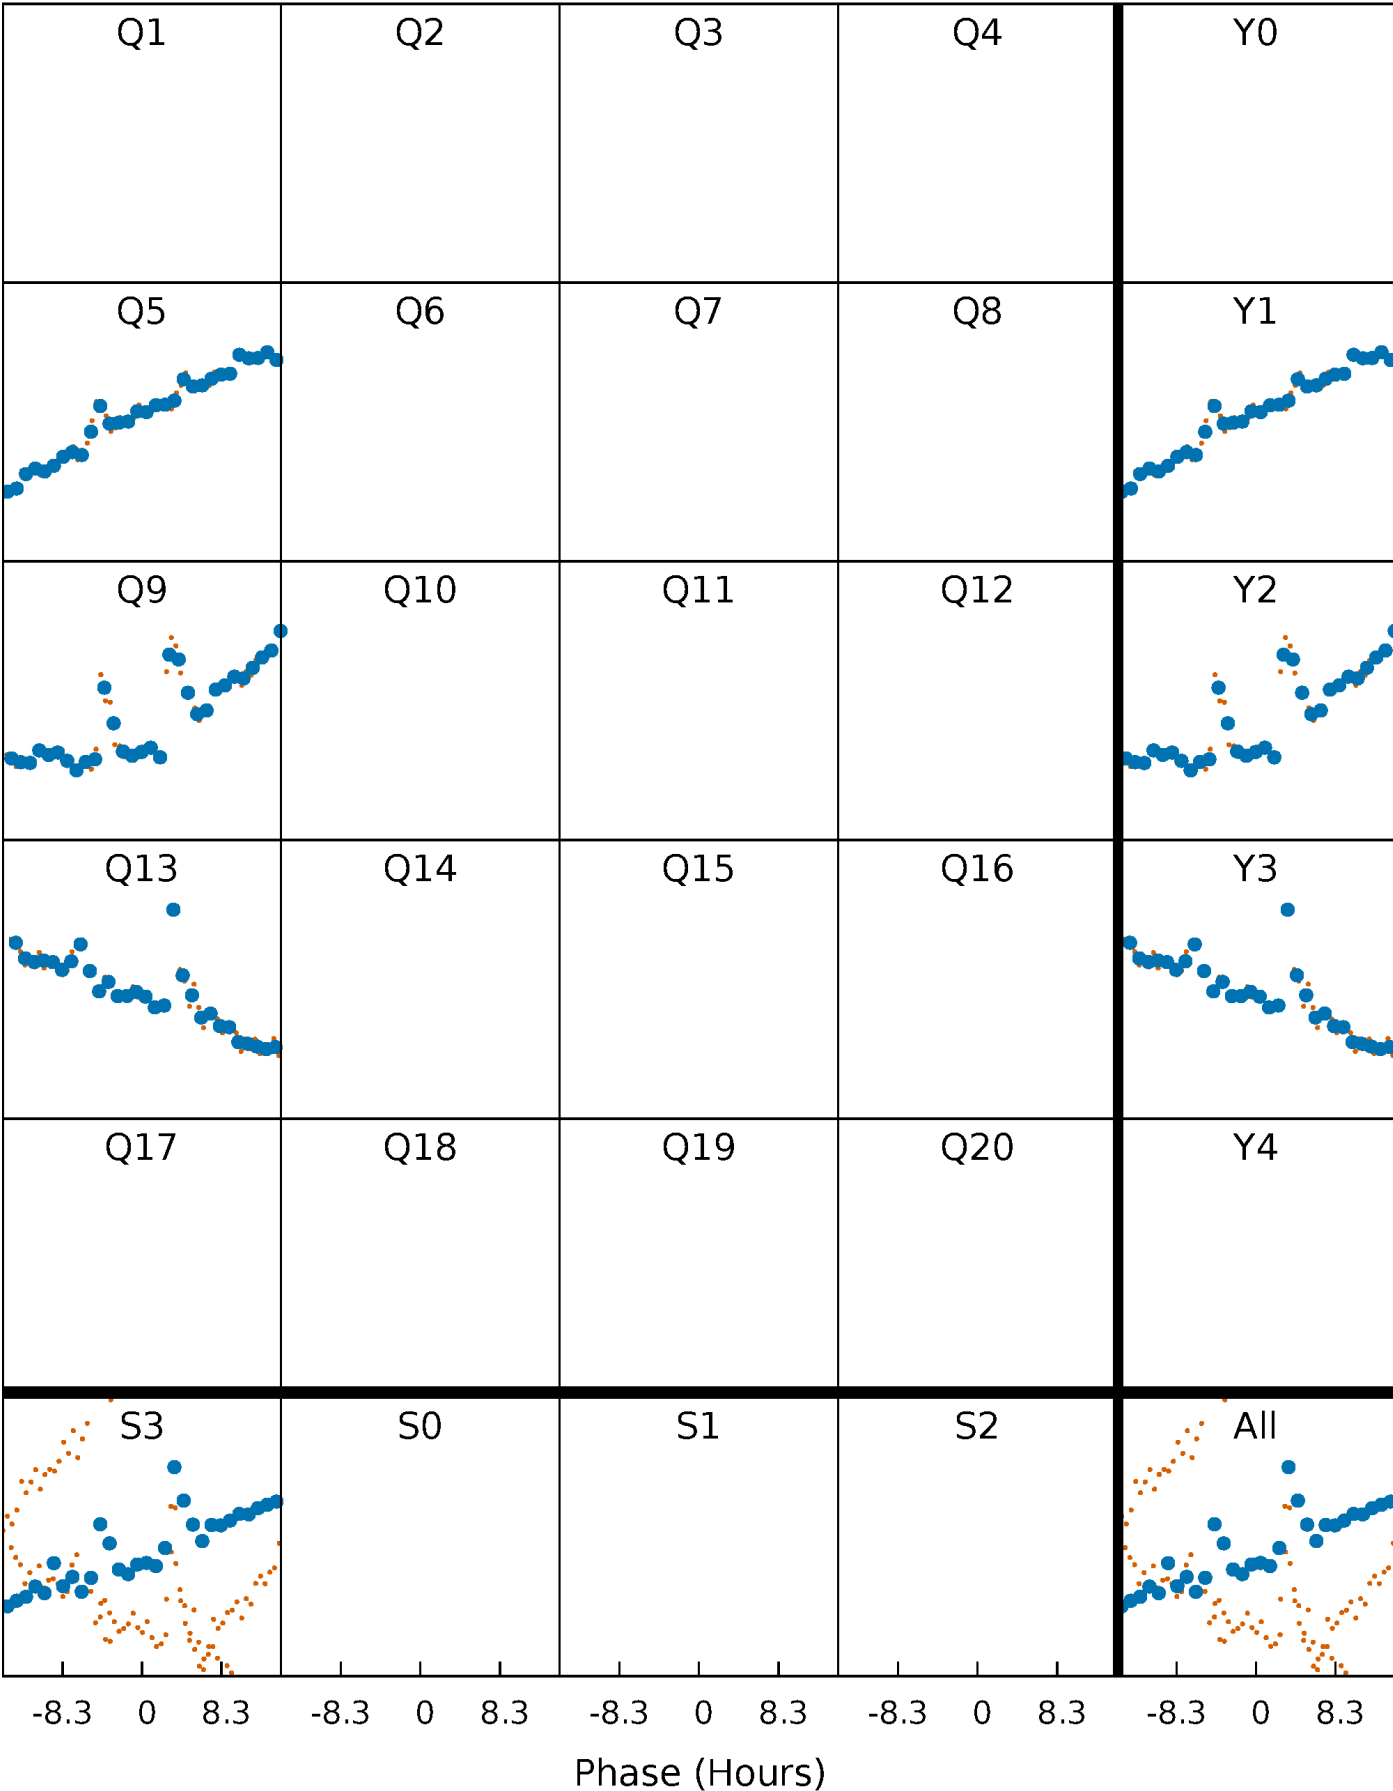 Q1 Q2 Q3 Q4 Y0
Q5 Q6 Q7 Q8 Y1
Q9 Q10 Q11 Q12 Y2
Q13 Q14 Q15 Q16 Y3
Q17 Q18 Q19 Q20 Y4
S3 S0 S1 S2 All
-8.3 0 8.3 -8.3 0 8.3 -8.3 0 8.3 -8.3 0 8.3 -8.3 0 8.3
Phase (Hours)